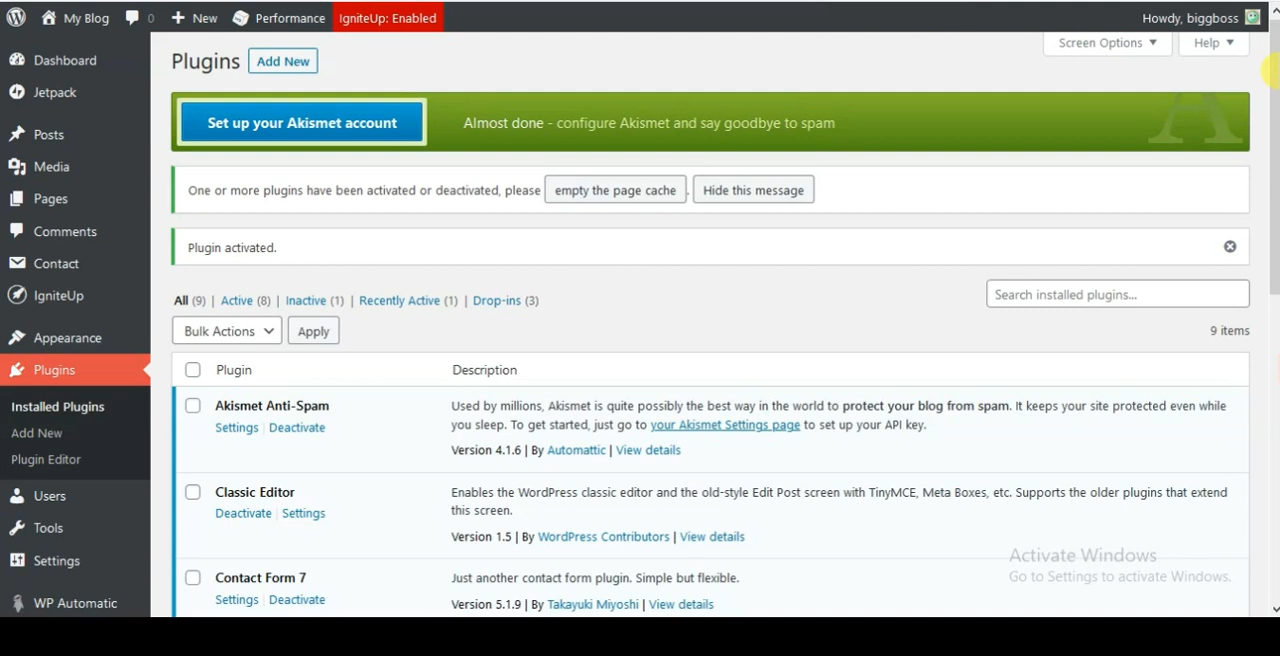 My Blog 0 New Performance IgniteUp: Enabled Howdy, biggboss
Screen Options Help
Dashboard
Jetpack
Posts
Media
Pages
Comments
Contact
IgniteUp
Appearance
Plugins
Installed Plugins
Add New
Plugin Editor
Users
Tools
Settings
WP Automatic
Plugins Add New
Set up your Akismet account Almost done - configure Akismet and say goodbye to spam
One or more plugins have been activated or deactivated, please empty the page cache . Hide this message
Plugin activated.
All (9) | Active (8) | Inactive (1) | Recently Active (1) | Drop-ins (3)
Search installed plugins...
Bulk Actions Apply 9 items
Plugin Description
Akismet Anti-Spam
Settings | Deactivate
Used by millions, Akismet is quite possibly the best way in the world to protect your blog from spam. It keeps your site protected even while
you sleep. To get started, just go to your Akismet Settings page to set up your API key.
Version 4.1.6 | By Automattic | View details
Classic Editor
Deactivate | Settings
Enables the WordPress classic editor and the old-style Edit Post screen with TinyMCE, Meta Boxes, etc. Supports the older plugins that extend
this screen.
Version 1.5 | By WordPress Contributors | View details
Contact Form 7
Settings | Deactivate
Just another contact form plugin. Simple but flexible.
Version 5.1.9 | By Takayuki Miyoshi | View details
Activate Windows
Go to Settings to activate Windows.